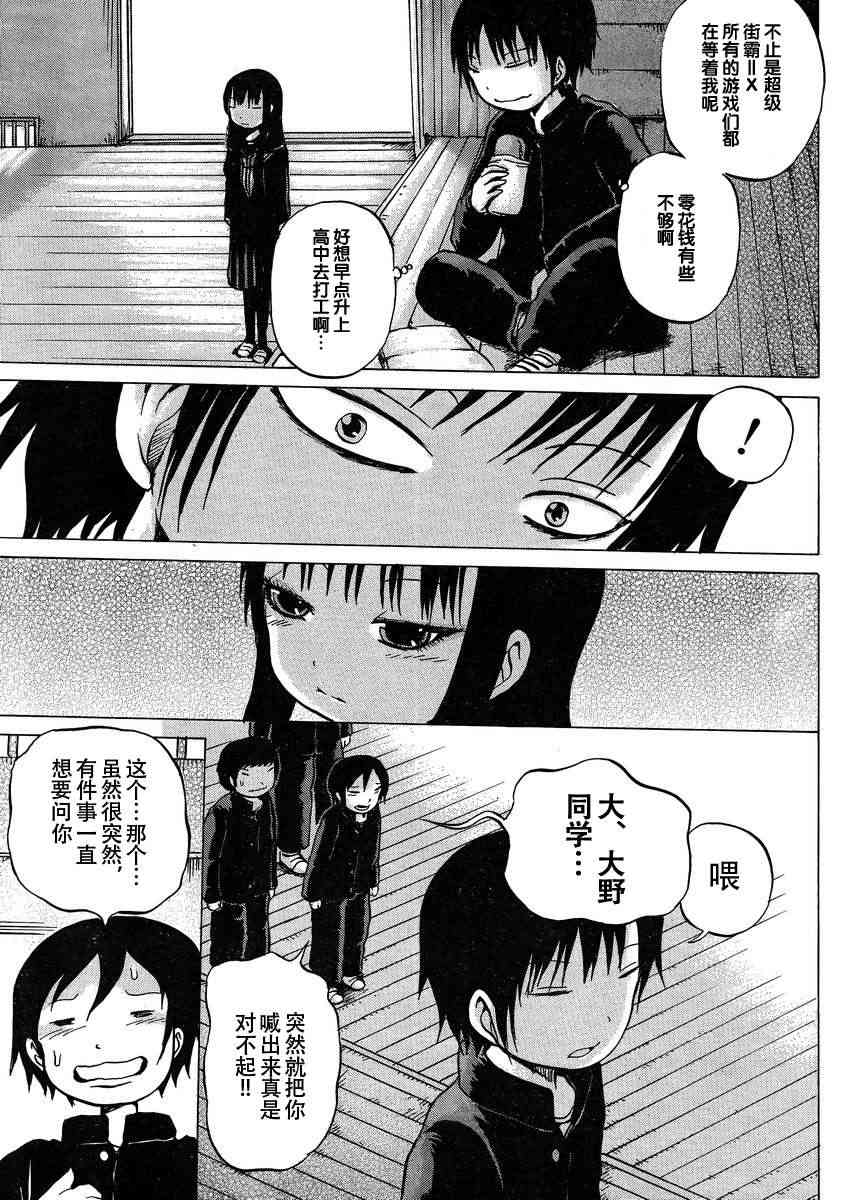 不止是超级
街霸ⅡX
所有的游戏们都
在等着我呢
零花钱有些
不够啊
好想早点升上
高中去打工啊…
！
喂
大、大野
同学…
突然就把你
喊出来真是
对不起!!
这个…那个…
虽然很突然,
有件事一直
想要问你